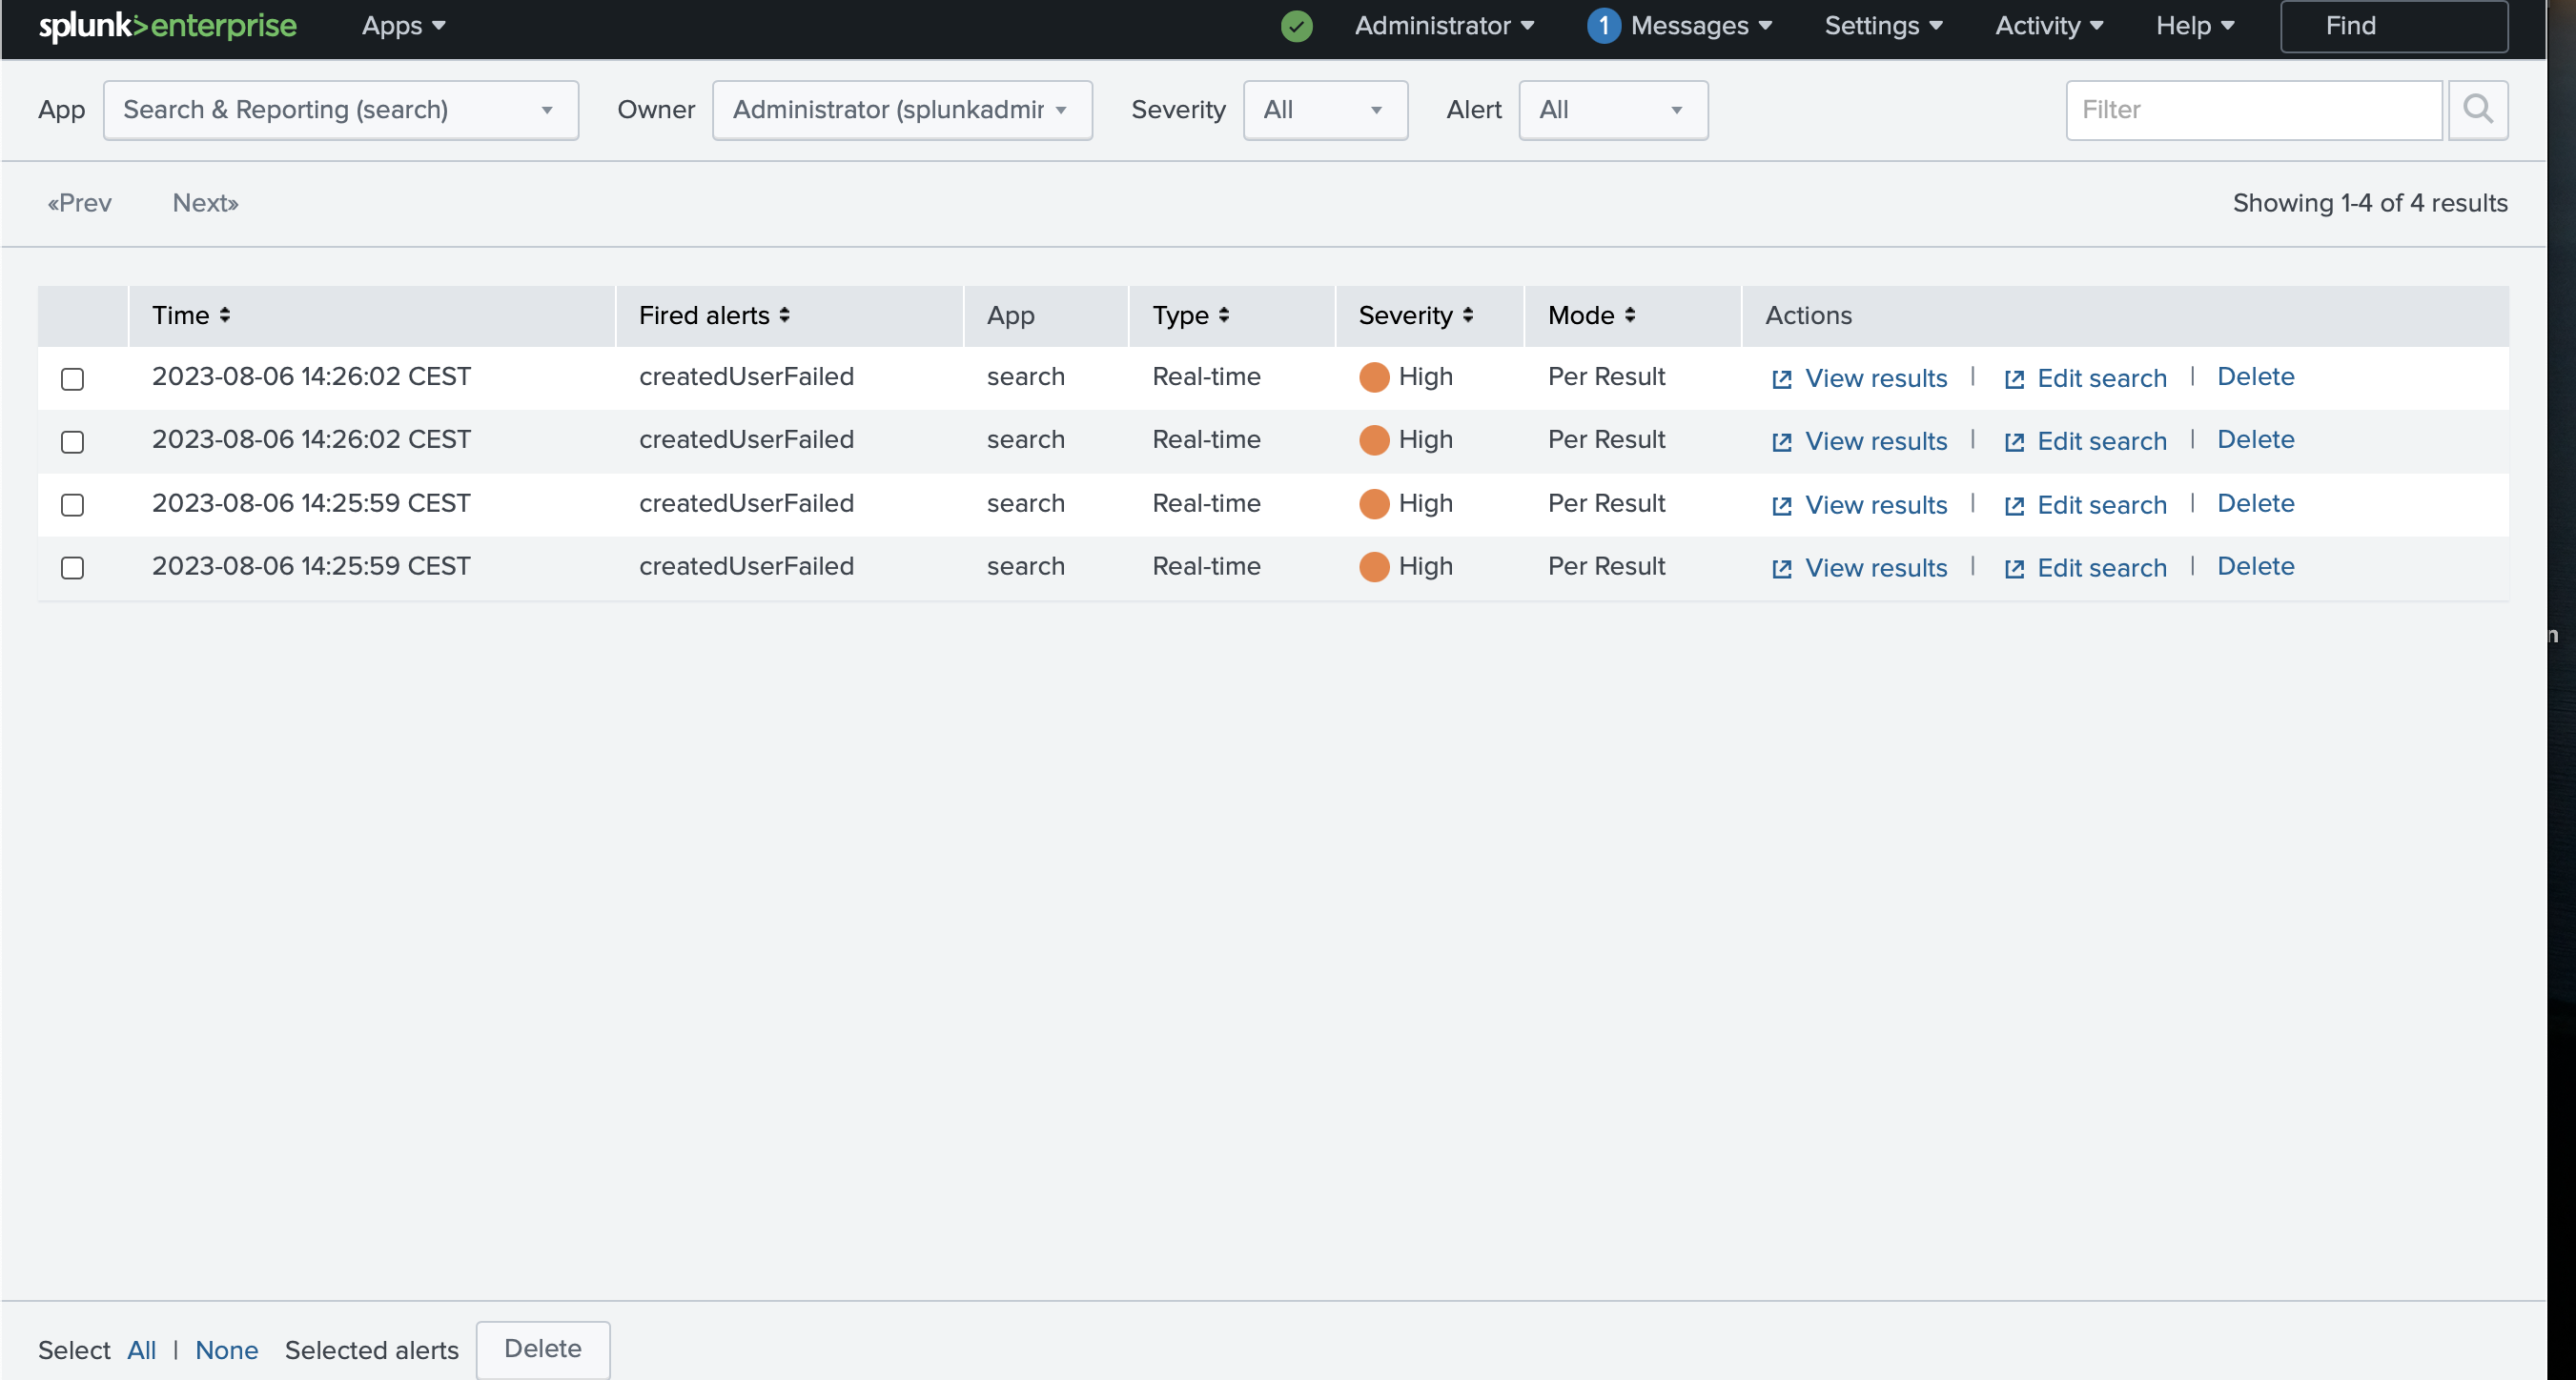 splunk>enterprise Apps Administrator 1 Messages Settings Activity Help Find
App Search & Reporting (search) Owner Administrator (splunkadmir Severity All Alert All Filter
«Prev Next» Showing 1-4 of 4 results
Time Fired alerts App Type Severity Mode Actions
2023-08-06 14:26:02 CEST createdUserFailed search Real-time High Per Result View results | Edit search | Delete
2023-08-06 14:26:02 CEST createdUserFailed search Real-time High Per Result View results | Edit search | Delete
2023-08-06 14:25:59 CEST createdUserFailed search Real-time High Per Result View results | Edit search | Delete
2023-08-06 14:25:59 CEST createdUserFailed search Real-time High Per Result View results | Edit search | Delete
n
Select All | None Selected alerts Delete